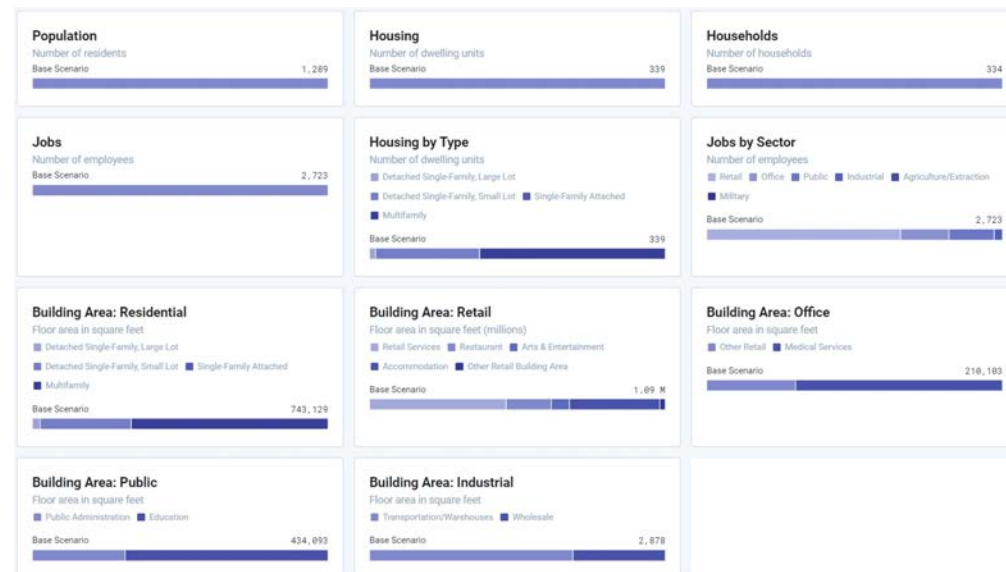 Population
Number of residents
Base Scenario 1,289
Housing
Number of dwelling units
Base Scenario 339
Households
Number of households
Base Scenario 334
Jobs
Number of employees
Base Scenario 2,723
Housing by Type
Number of dwelling units
Detached Single-Family, Large Lot
Detached Single-Family, Small Lot Single-Family Attached
Multifamily
Base Scenario 339
Jobs by Sector
Number of employees
Retail Office Public Industrial Agriculture/Extraction
Military
Base Scenario 2,723
Building Area: Residential
Floor area in square feet
Detached Single-Family, Large Lot
Detached Single-Family, Small Lot Single-Family Attached
Multifamily
Base Scenario 743,129
Building Area: Retail
Floor area in square feet (millions)
Retail Services Restaurant Arts & Entertainment
Accommodation Other Retail Building Area
Base Scenario 1.09 M
Building Area: Office
Floor area in square feet
Other Retail Medical Services
Base Scenario 210,103
Building Area: Public
Floor area in square feet
Public Administration Education
Base Scenario 434,093
Building Area: Industrial
Floor area in square feet
Transportation/Warehouses Wholesale
Base Scenario 2,878